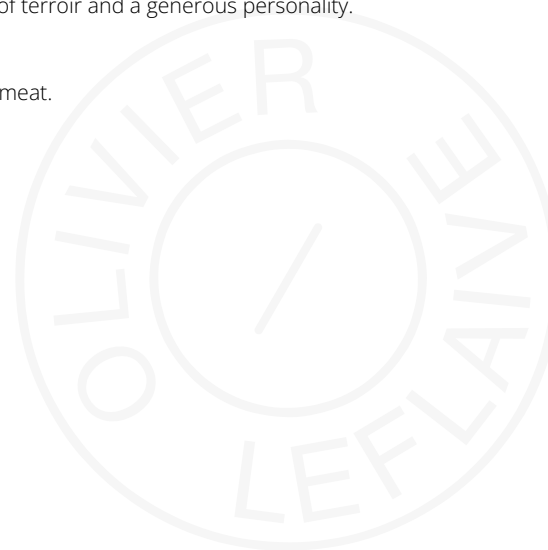 of terroir and a generous personality.
meat.
OLIVIER
LEFLAIVE